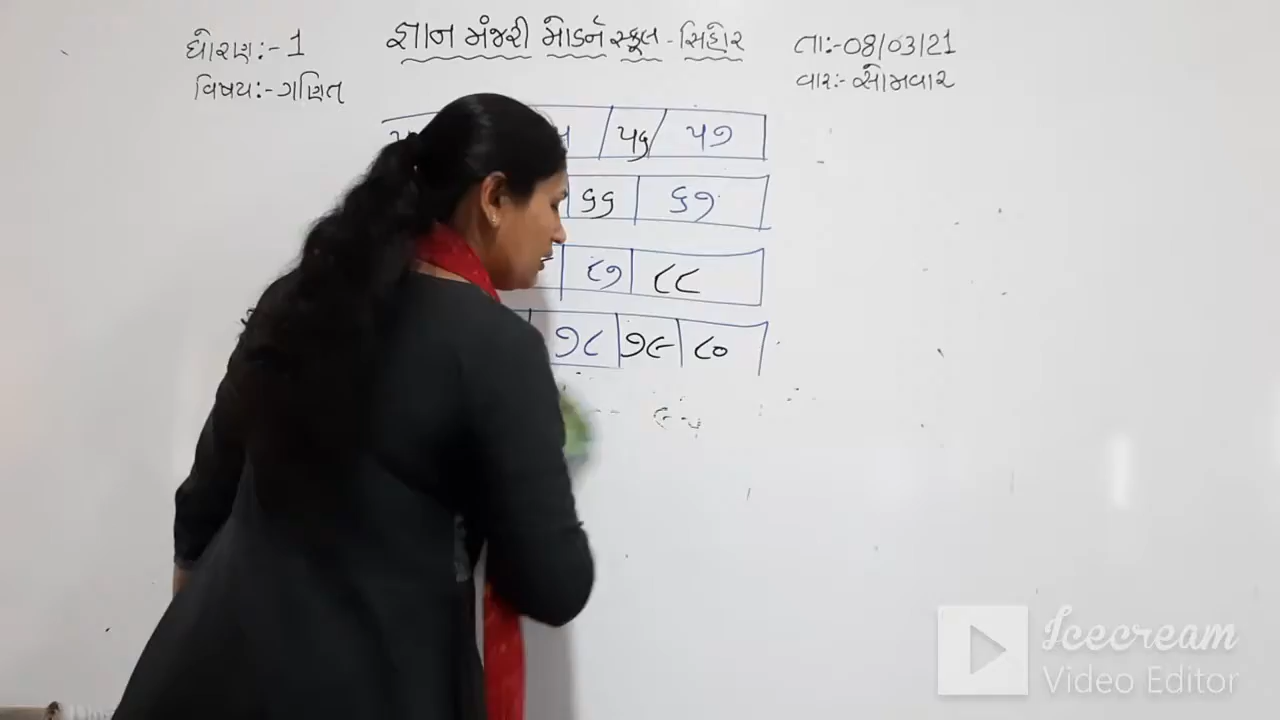 ધોરણ:- 1
જ્ઞાન મંજરી મોડર્ન સ્કૂલ - સિહોર
તા:-08/03/21
વિષય:- ગણિત
વાર:- સોમવાર
૫૬ ૫૭
૬૬ ૬૭
૮૭ ૮૮
૭૮ ૭૯ ૮૦
Icecream
Video Editor